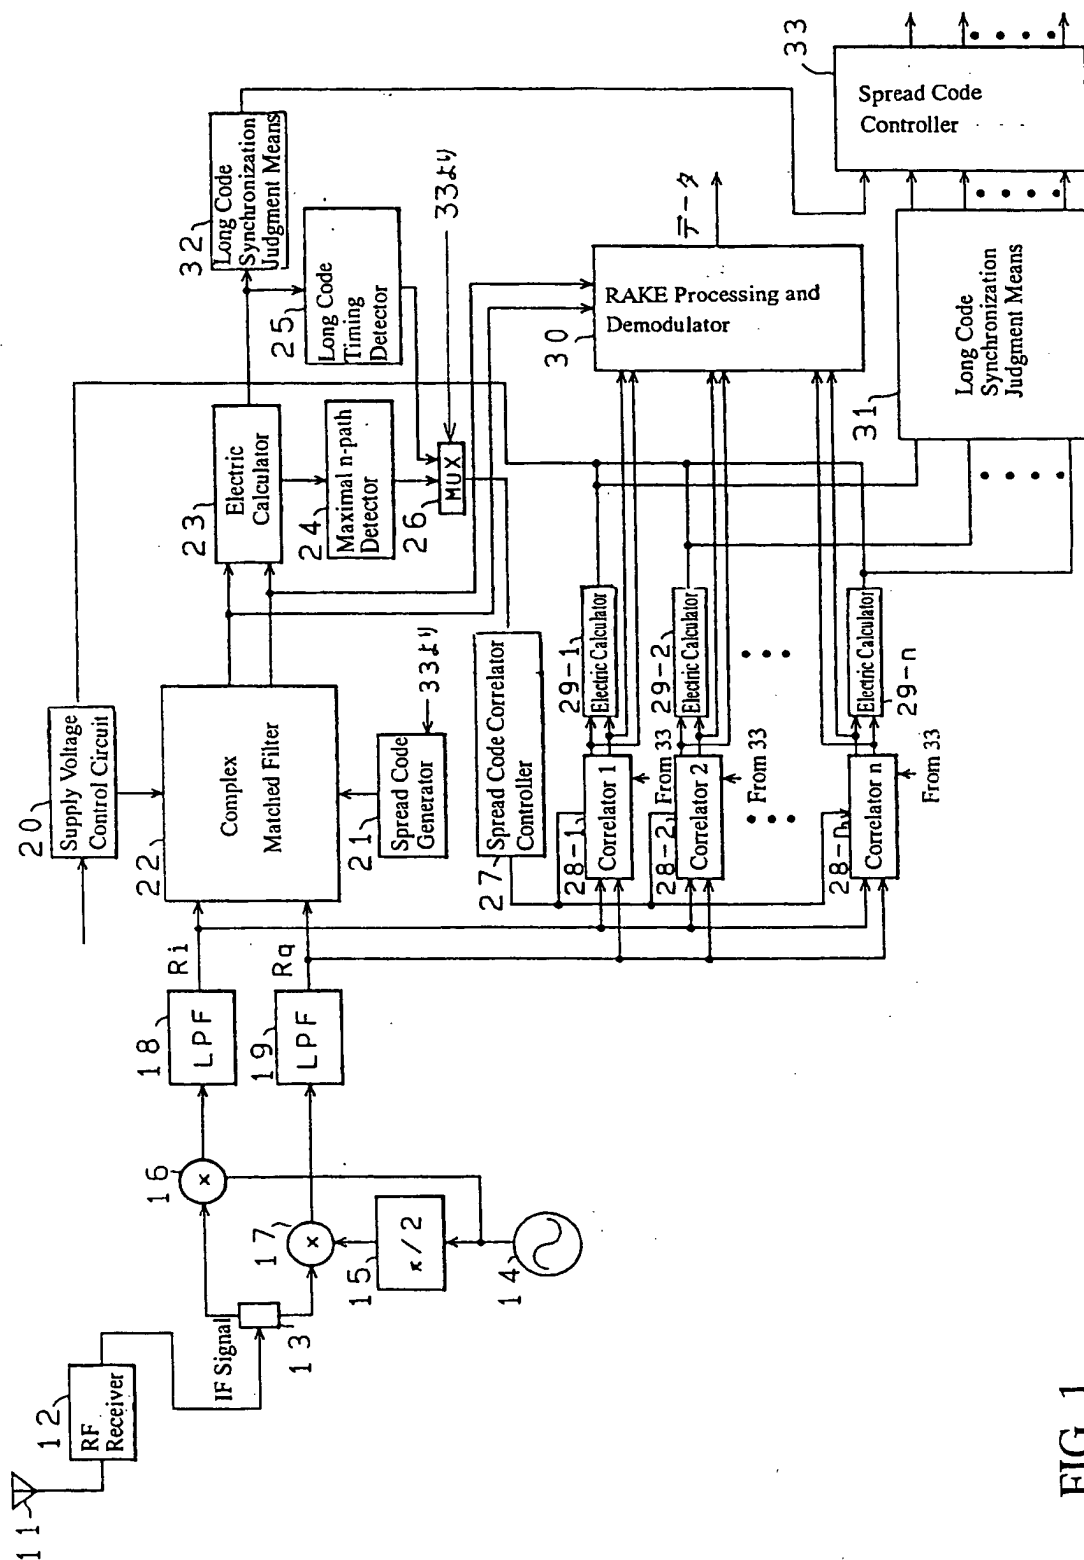 11
12
RF
Receiver
IF Signal
13
14
15
π/2
16
×
17
×
18
LPF
19
LPF
Ri
Rq
20
Supply Voltage
Control Circuit
22
Complex
Matched Filter
21
Spread Code
Generator
33より
23
Electric
Calculator
24
Maximal n-path
Detector
25
Long Code
Timing
Detector
26
MUX
33より
32
Long Code
Synchronization
Judgment Means
27
Spread Code Correlator
Controller
28-1
Correlator 1
From 33
28-2
Correlator 2
From 33
28-n
Correlator n
From 33
29-1
Electric Calculator
29-2
Electric Calculator
29-n
Electric Calculator
30
RAKE Processing and
Demodulator
データ
31
Long Code
Synchronization
Judgment Means
33
Spread Code
Controller
FIG. 1